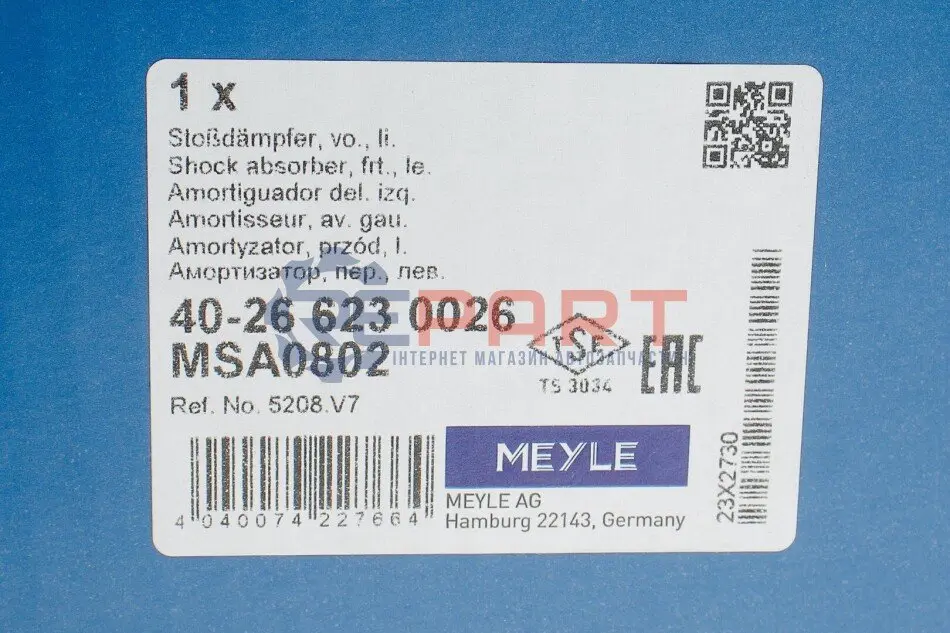 1 x
Stoßdämpfer, vo., li.
Shock absorber, frt., le.
Amortiguador del. izq.
Amortisseur, av. gau.
Amortyzator, przód, l.
Амортизатор, пер., лев.
40-26 623 0026
MSA0802
Ref. No. 5208.V7
REPART
ІНТЕРНЕТ МАГАЗИН АВТОЗАПЧАСТИН
TSE
TS 3034
EAC
4 040074 227664
MEYLE
MEYLE AG
Hamburg 22143, Germany
23X2730